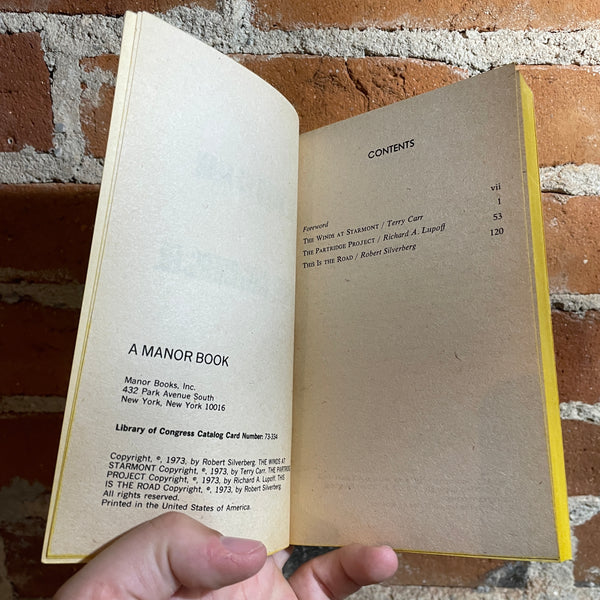 A MANOR BOOK
Manor Books, Inc.
432 Park Avenue South
New York, New York 10016
Library of Congress Catalog Card Number: 73-334
Copyright, ©, 1973, by Robert Silverberg. THE WINDS AT
STARMONT Copyright, ©, 1973, by Terry Carr. THE PARTRIDGE
PROJECT Copyright, ©, 1973, by Richard A. Lupoff. THIS
IS THE ROAD Copyright, ©, 1973, by Robert Silverberg
All rights reserved.
Printed in the United States of America.
CONTENTS
Foreword vii
THE WINDS AT STARMONT / Terry Carr 1
THE PARTRIDGE PROJECT / Richard A. Lupoff 53
THIS IS THE ROAD / Robert Silverberg 120